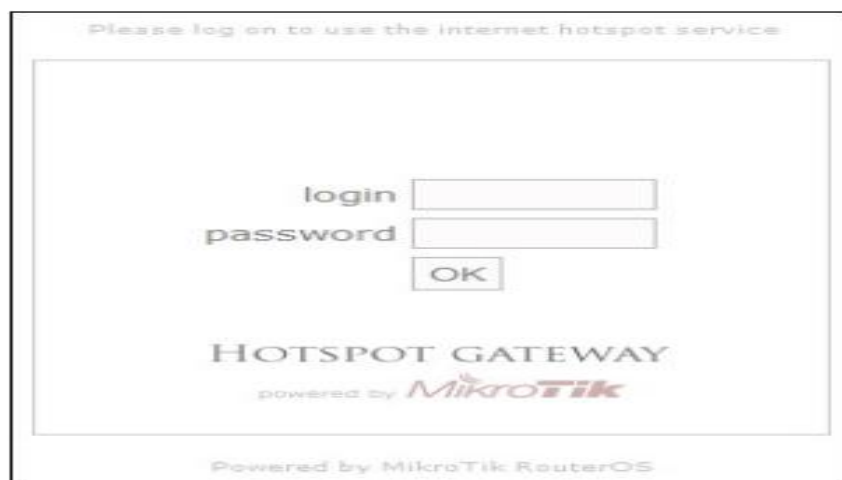 Please log on to use the internet hotspot service
login
password
OK
HOTSPOT GATEWAY
powered by MikroTik
Powered by MikroTik RouterOS